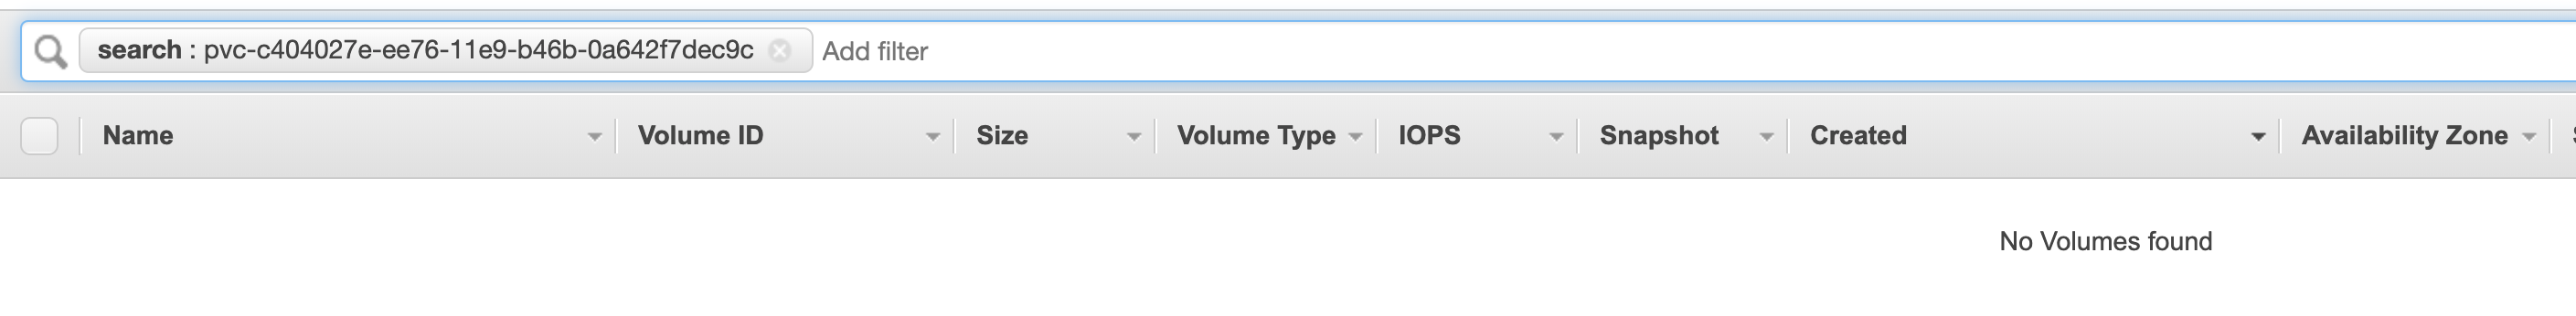 search : pvc-c404027e-ee76-11e9-b46b-0a642f7dec9c Add filter
Name Volume ID Size Volume Type IOPS Snapshot Created Availability Zone
No Volumes found